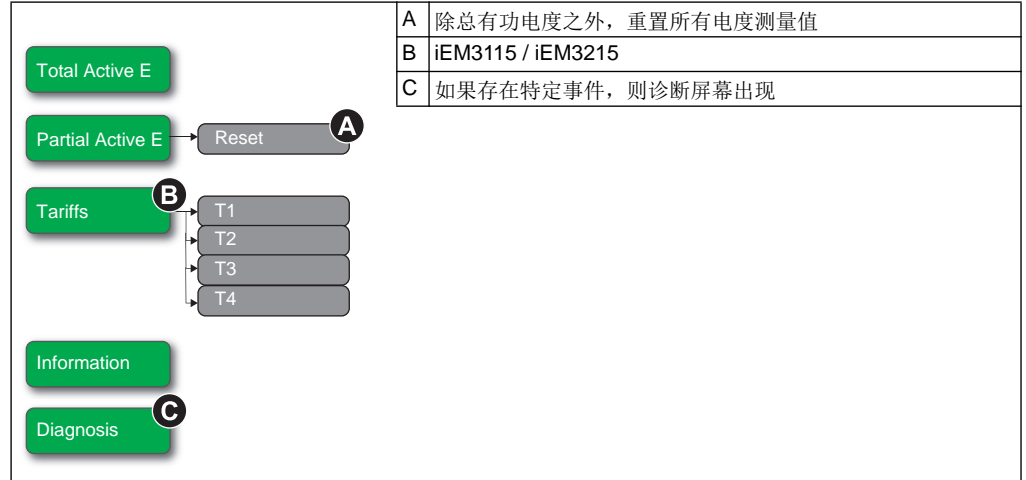 A 除总有功电度之外，重置所有电度测量值
B iEM3115 / iEM3215
C 如果存在特定事件，则诊断屏幕出现
Total Active E
Partial Active E
Reset
A
Tariffs
B
T1
T2
T3
T4
Information
Diagnosis
C